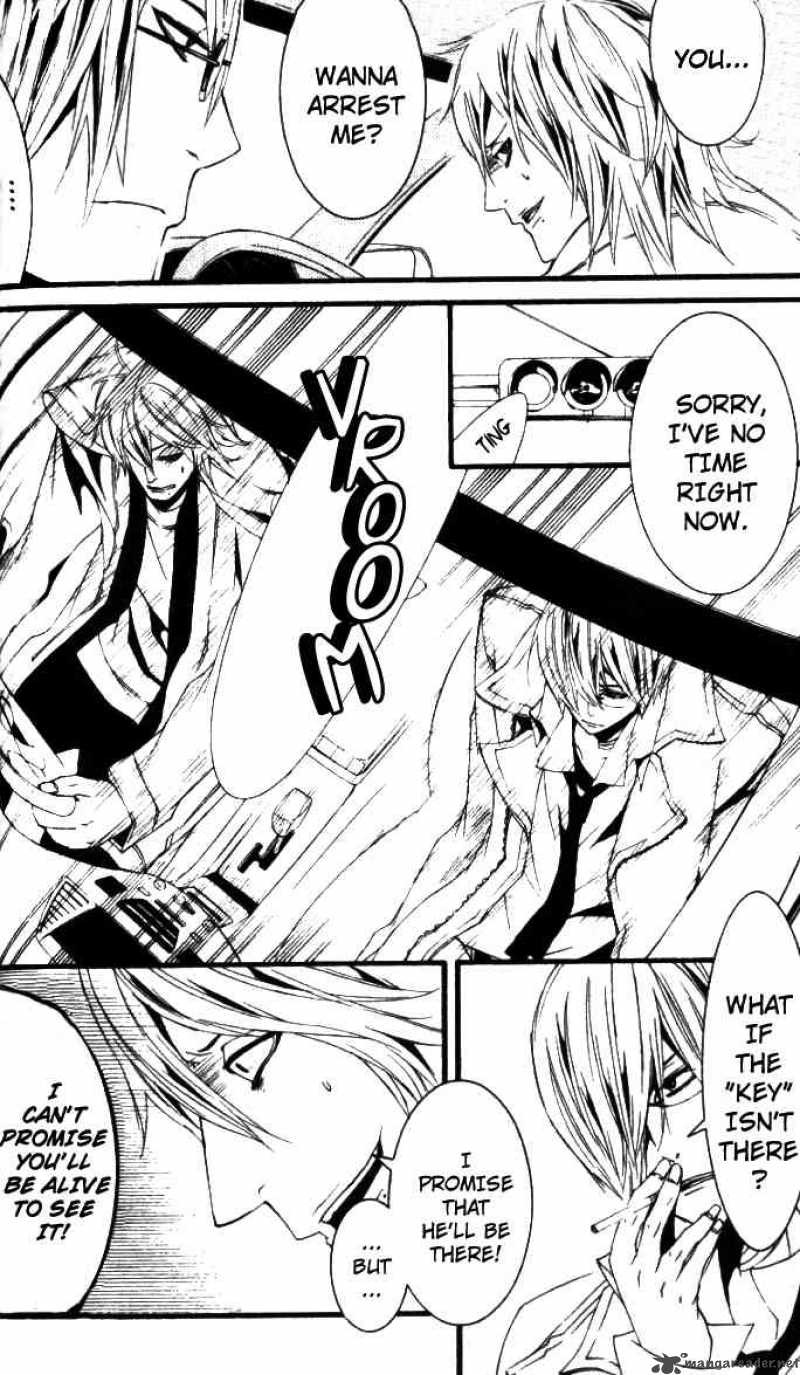 YOU...
WANNA
ARREST
ME?
....
SORRY,
I'VE NO
TIME
RIGHT
NOW.
TING
VROOM
WHAT
IF
THE
"KEY"
ISN'T
THERE
?
I
PROMISE
THAT
HE'LL BE
THERE!
...
BUT
...
I
CAN'T
PROMISE
YOU'LL
BE ALIVE
TO SEE
IT!
mangareader.net